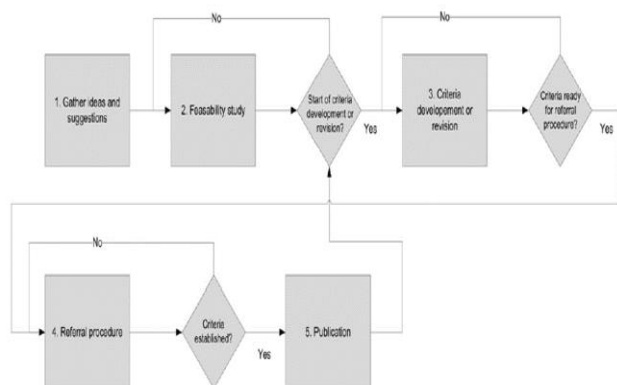 No
No
1. Gather ideas and
suggestions
2. Feasability study
Start of criteria
development or
revision?
Yes
3. Criteria
developement or
revision
Criteria ready
for referral
procedure?
Yes
No
4. Referral procedure
Criteria
established?
Yes
5. Publication